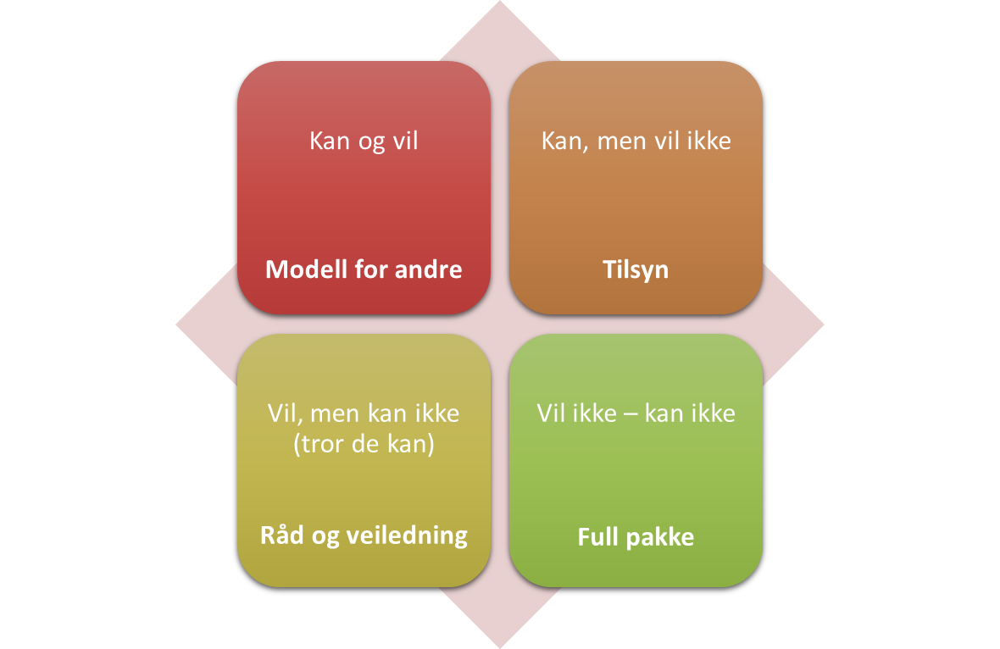 Kan og vil
Modell for andre
Kan, men vil ikke
Tilsyn
Vil, men kan ikke
(tror de kan)
Råd og veiledning
Vil ikke – kan ikke
Full pakke